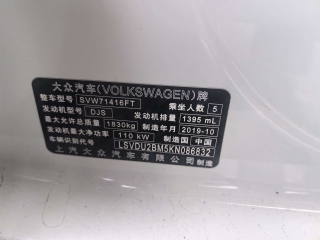 大众汽车(VOLKSWAGEN)牌
整车型号 SVW71416FT 乘坐人数 5
发动机型号 DJS 发动机排量 1395 mL
最大允许总质量 1830kg 制造年月 2019-10
发动机最大净功率 110 kW 制造国 中国
车辆识别代号 LSVDU2BM5KN086832
上汽大众汽车有限公司 制造